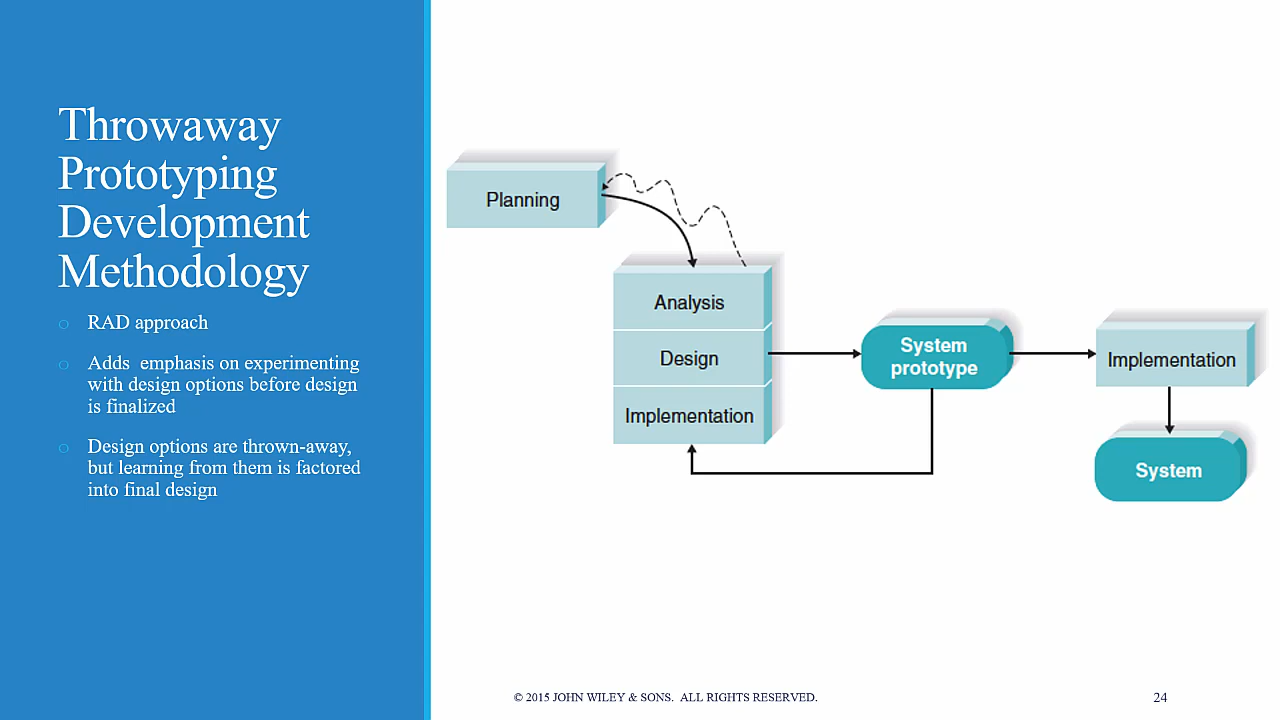 Throwaway
Prototyping
Development
Methodology
o RAD approach
o Adds  emphasis on experimenting
with design options before design
is finalized
o Design options are thrown-away,
but learning from them is factored
into final design
Planning
Analysis
Design
Implementation
System
prototype
Implementation
System
© 2015 JOHN WILEY & SONS.  ALL RIGHTS RESERVED.
24